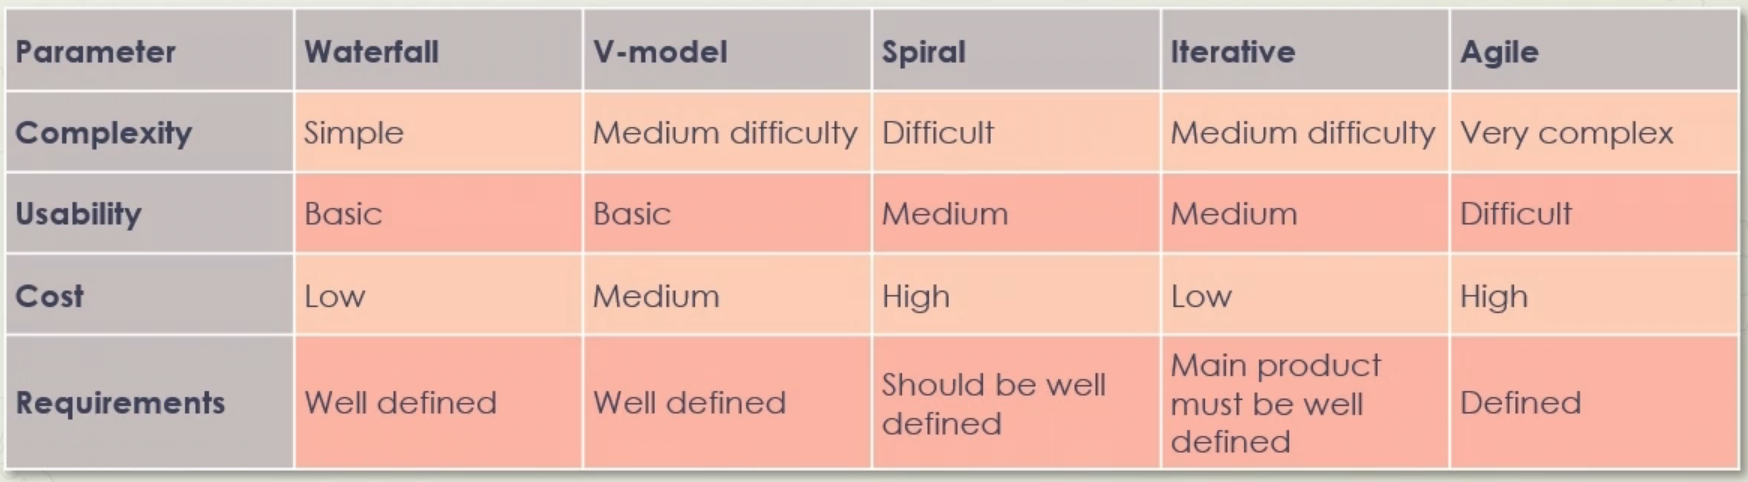 Parameter Waterfall V-model Spiral Iterative Agile
Complexity Simple Medium difficulty Difficult Medium difficulty Very complex
Usability Basic Basic Medium Medium Difficult
Cost Low Medium High Low High
Requirements Well defined Well defined Should be well defined Main product must be well defined Defined